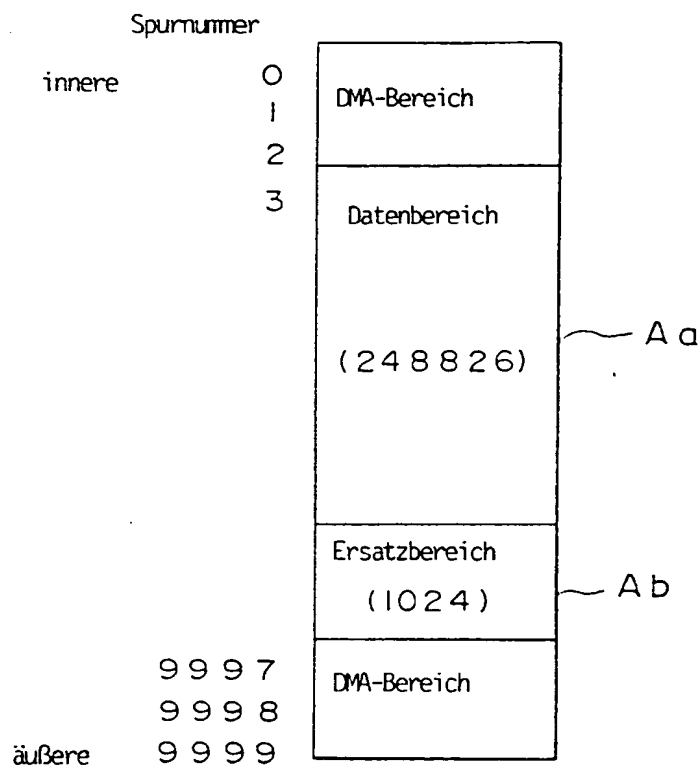 Spurnummer
innere 0
1
2
3
DMA-Bereich
Datenbereich
(248826)
Aa
Ersatzbereich
(1024)
Ab
9997
9998
äußere 9999
DMA-Bereich